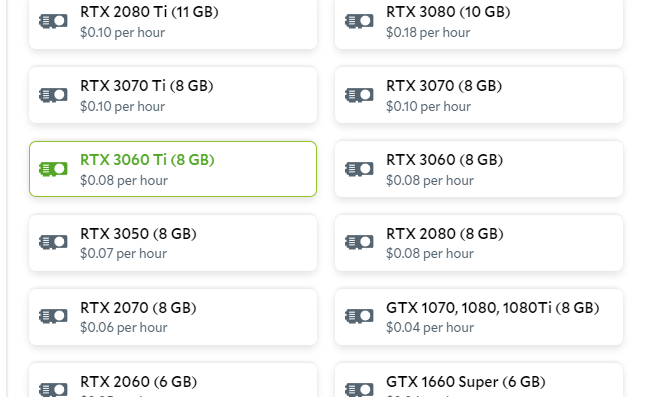 RTX 2080 Ti (11 GB)
$0.10 per hour
RTX 3080 (10 GB)
$0.18 per hour
RTX 3070 Ti (8 GB)
$0.10 per hour
RTX 3070 (8 GB)
$0.10 per hour
RTX 3060 Ti (8 GB)
$0.08 per hour
RTX 3060 (8 GB)
$0.08 per hour
RTX 3050 (8 GB)
$0.07 per hour
RTX 2080 (8 GB)
$0.08 per hour
RTX 2070 (8 GB)
$0.06 per hour
GTX 1070, 1080, 1080Ti (8 GB)
$0.04 per hour
RTX 2060 (6 GB)
GTX 1660 Super (6 GB)